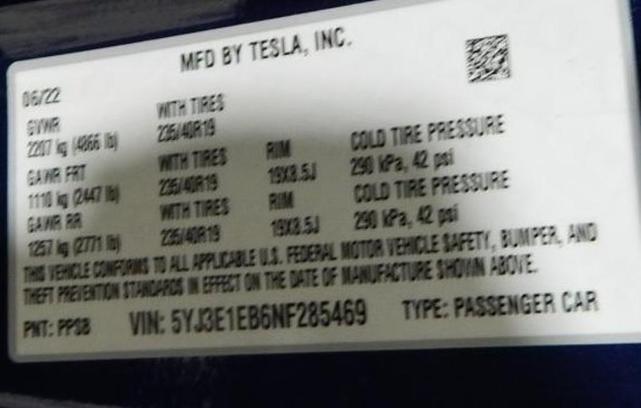 MFD BY TESLA, INC.
06/22
GVWR WITH TIRES
2207 kg (4866 lb) 235/40R19
GAWR FRT WITH TIRES RIM COLD TIRE PRESSURE
1110 kg (2447 lb) 235/40R19 19X8.5J 290 kPa, 42 psi
GAWR RR WITH TIRES RIM COLD TIRE PRESSURE
1257 kg (2771 lb) 235/40R19 19X8.5J 290 kPa, 42 psi
THIS VEHICLE CONFORMS TO ALL APPLICABLE U.S. FEDERAL MOTOR VEHICLE SAFETY, BUMPER, AND
THEFT PREVENTION STANDARDS IN EFFECT ON THE DATE OF MANUFACTURE SHOWN ABOVE.
PNT: PPSB VIN: 5YJ3E1EB6NF285469 TYPE: PASSENGER CAR